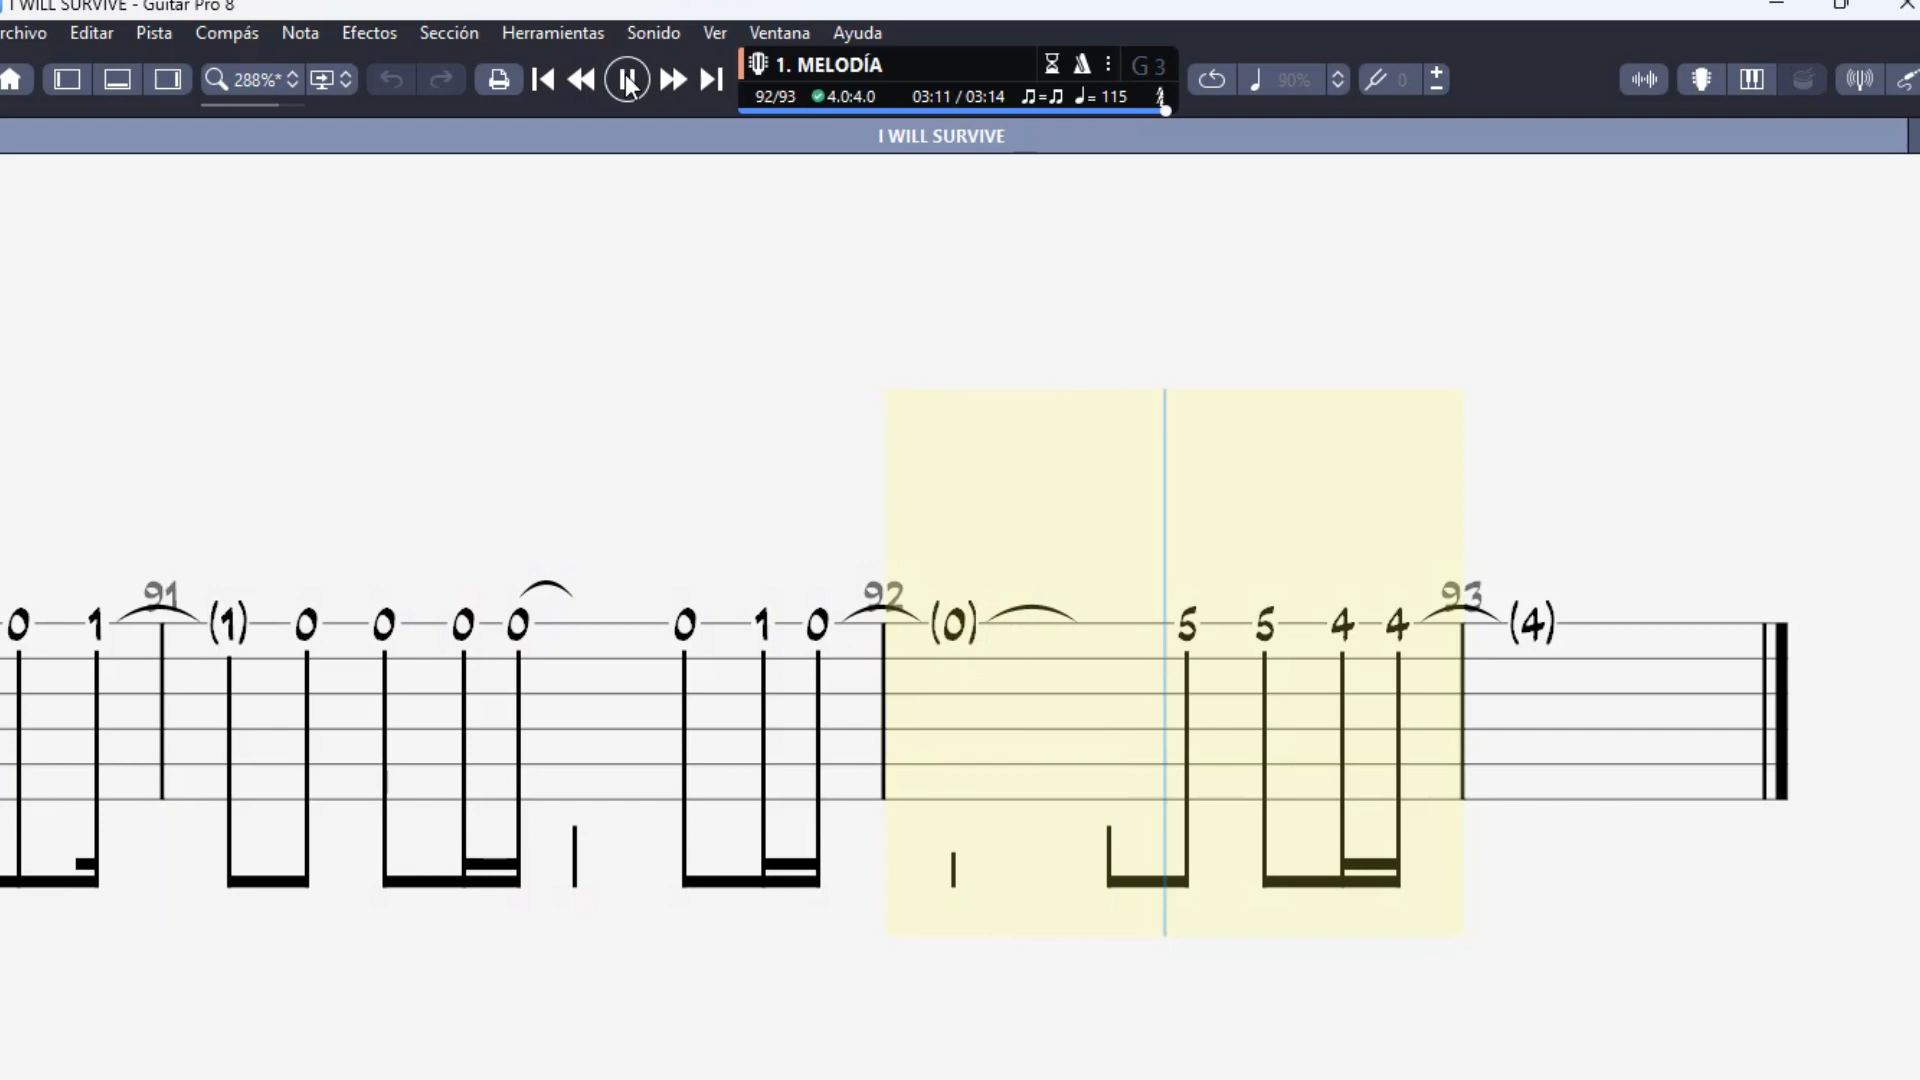 I WILL SURVIVE - Guitar Pro 8
rchivo Editar Pista Compás Nota Efectos Sección Herramientas Sonido Ver Ventana Ayuda
288%* 1. MELODÍA G 3 90% 0
92/93 4.0:4.0 03:11 / 03:14 ♫=♫ ♩= 115
I WILL SURVIVE
91 92 93
0 1 (1) 0 0 0 0 0 1 0 (0) 5 5 4 4 (4)